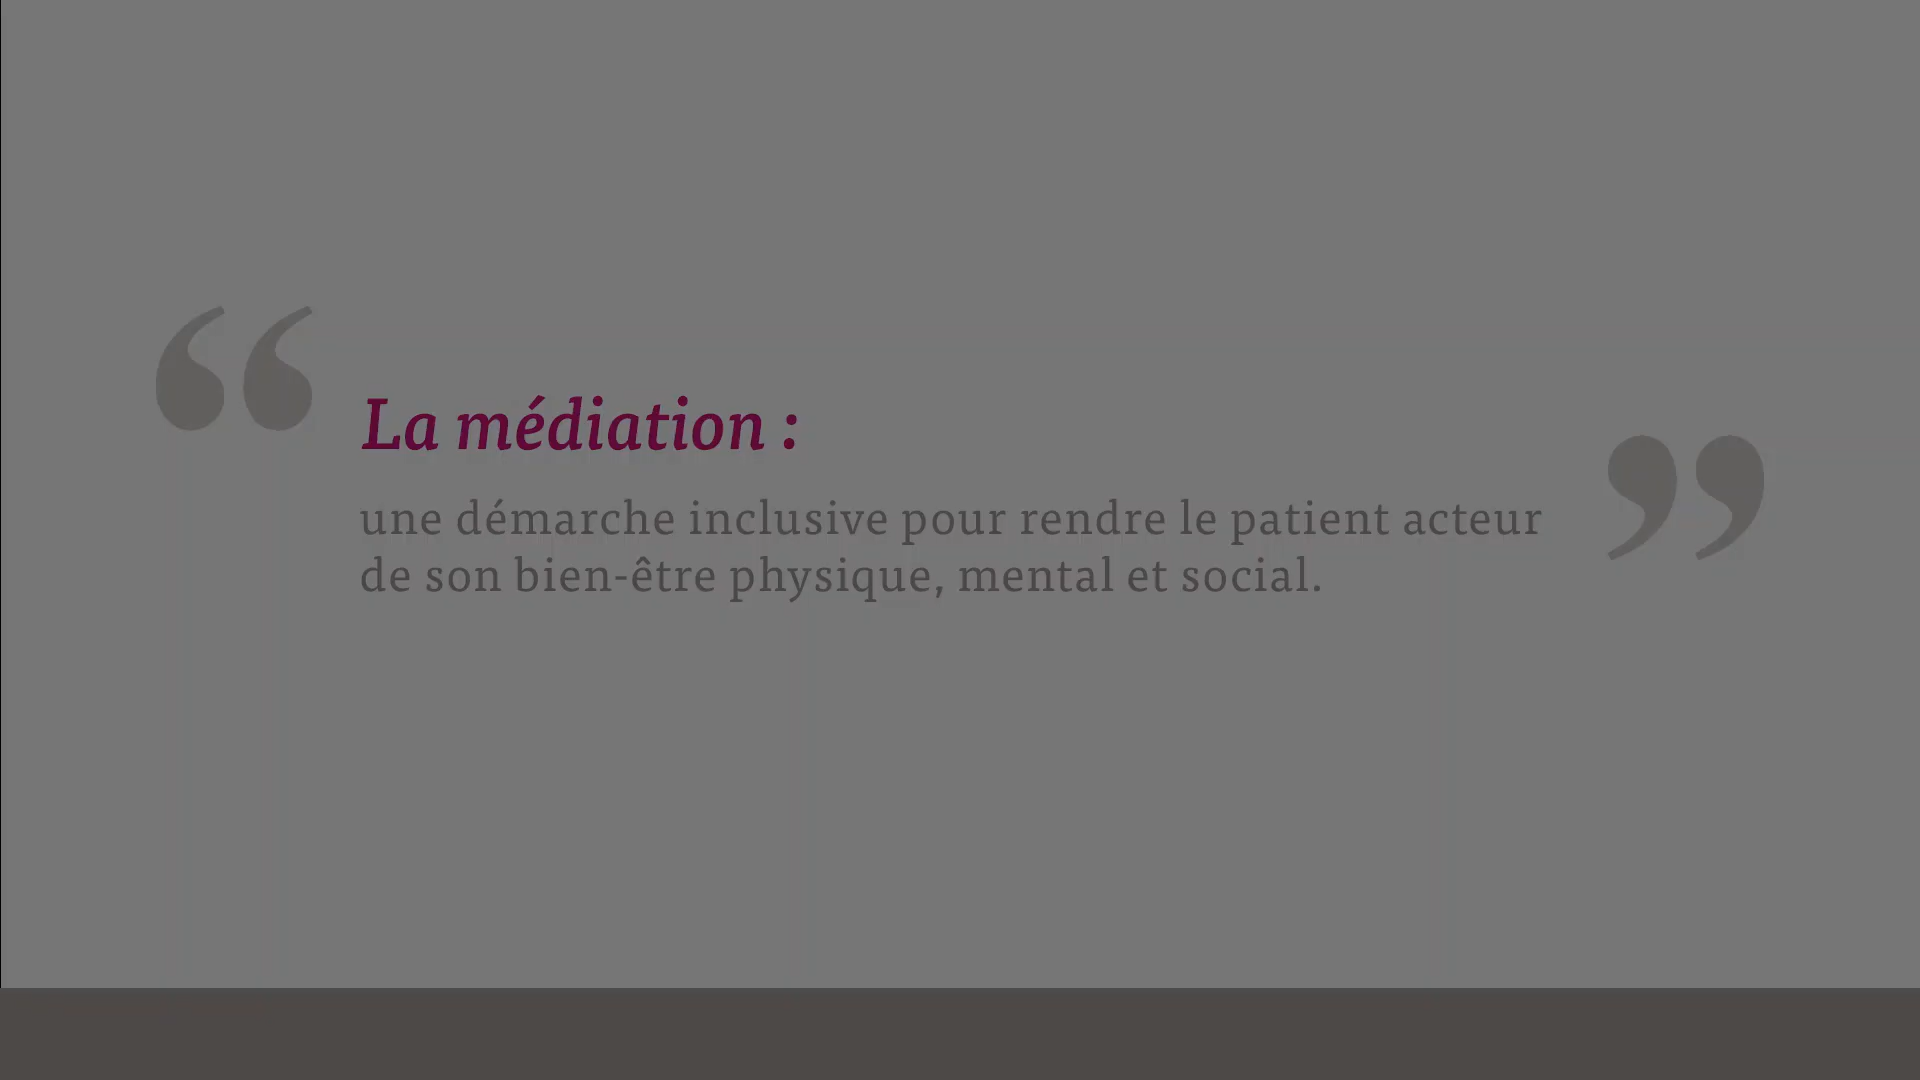 “
La médiation :
une démarche inclusive pour rendre le patient acteur
de son bien-être physique, mental et social.
”